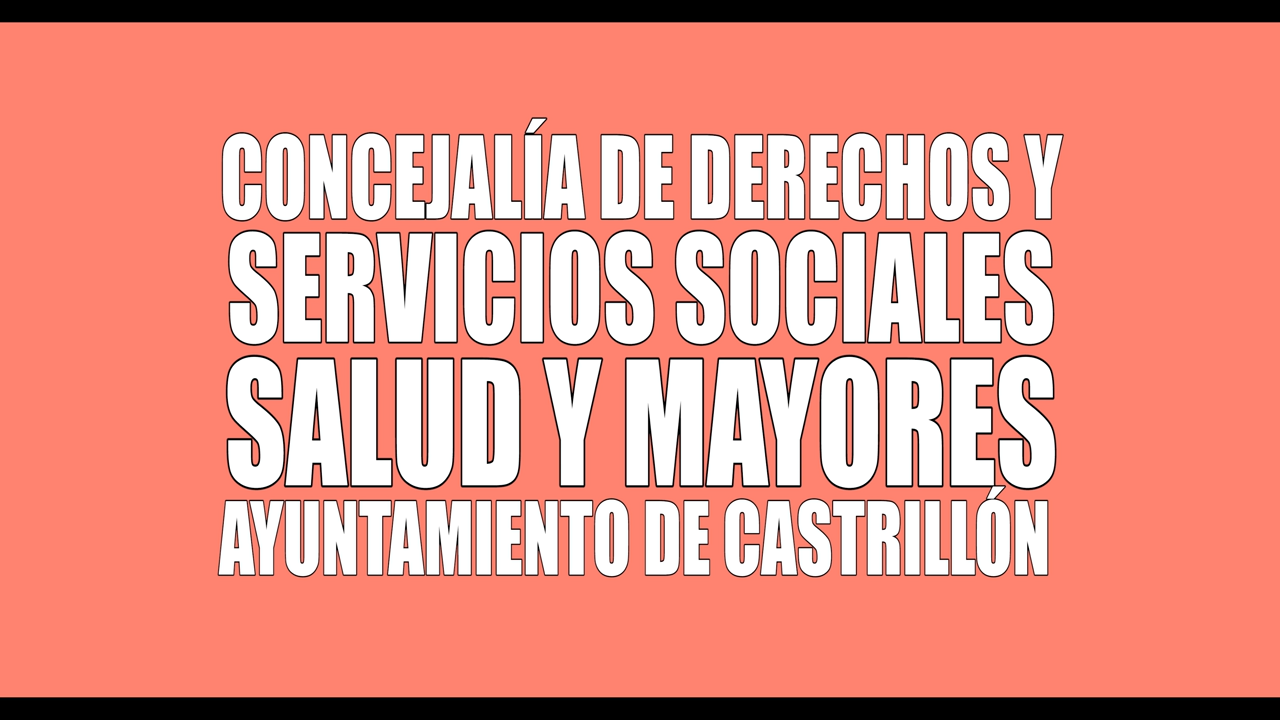 CONCEJALÍA DE DERECHOS Y
SERVICIOS SOCIALES
SALUD Y MAYORES
AYUNTAMIENTO DE CASTRILLÓN